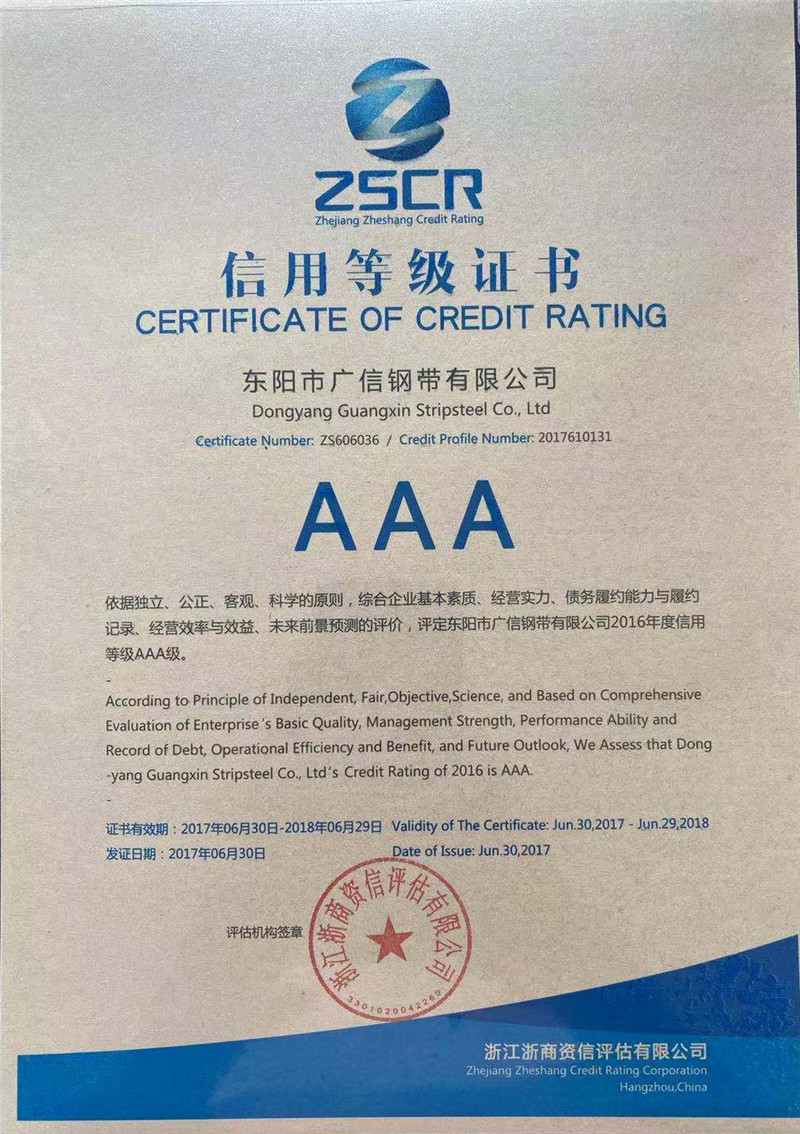 ZSCR
Zhejiang Zheshang Credit Rating
信用等级证书
CERTIFICATE OF CREDIT RATING
东阳市广信钢带有限公司
Dongyang Guangxin Stripsteel Co., Ltd
Certificate Number: ZS606036 / Credit Profile Number: 2017610131
AAA
依据独立、公正、客观、科学的原则，综合企业基本素质、经营实力、债务履约能力与履约
记录、经营效率与效益、未来前景预测的评价，评定东阳市广信钢带有限公司2016年度信用
等级AAA级。
-
According to Principle of Independent, Fair,Objective,Science, and Based on Comprehensive
Evaluation of Enterprise's Basic Quality, Management Strength, Performance Ability and
Record of Debt, Operational Efficiency and Benefit, and Future Outlook, We Assess that Dong
-yang Guangxin Stripsteel Co., Ltd's Credit Rating of 2016 is AAA.
-
证书有效期：2017年06月30日-2018年06月29日 Validity of The Certificate: Jun.30,2017 - Jun.29,2018
发证日期：2017年06月30日 Date of Issue: Jun.30,2017
评估机构签章
浙江浙商资信评估有限公司
3301020042260
浙江浙商资信评估有限公司
Zhejiang Zheshang Credit Rating Corporation
Hangzhou,China